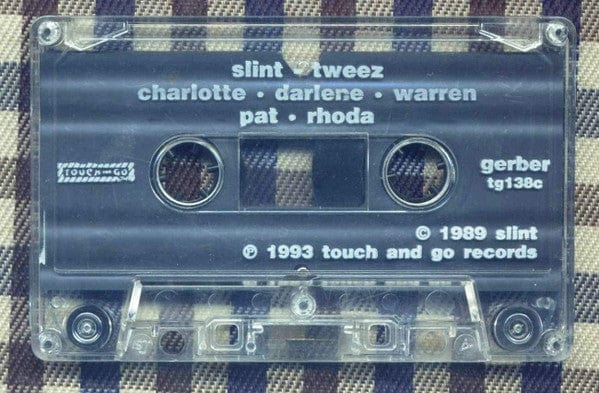 slint • tweez
charlotte • darlene • warren
pat • rhoda
TOUCH AND GO
gerber
tg138c
© 1989 slint
℗ 1993 touch and go records